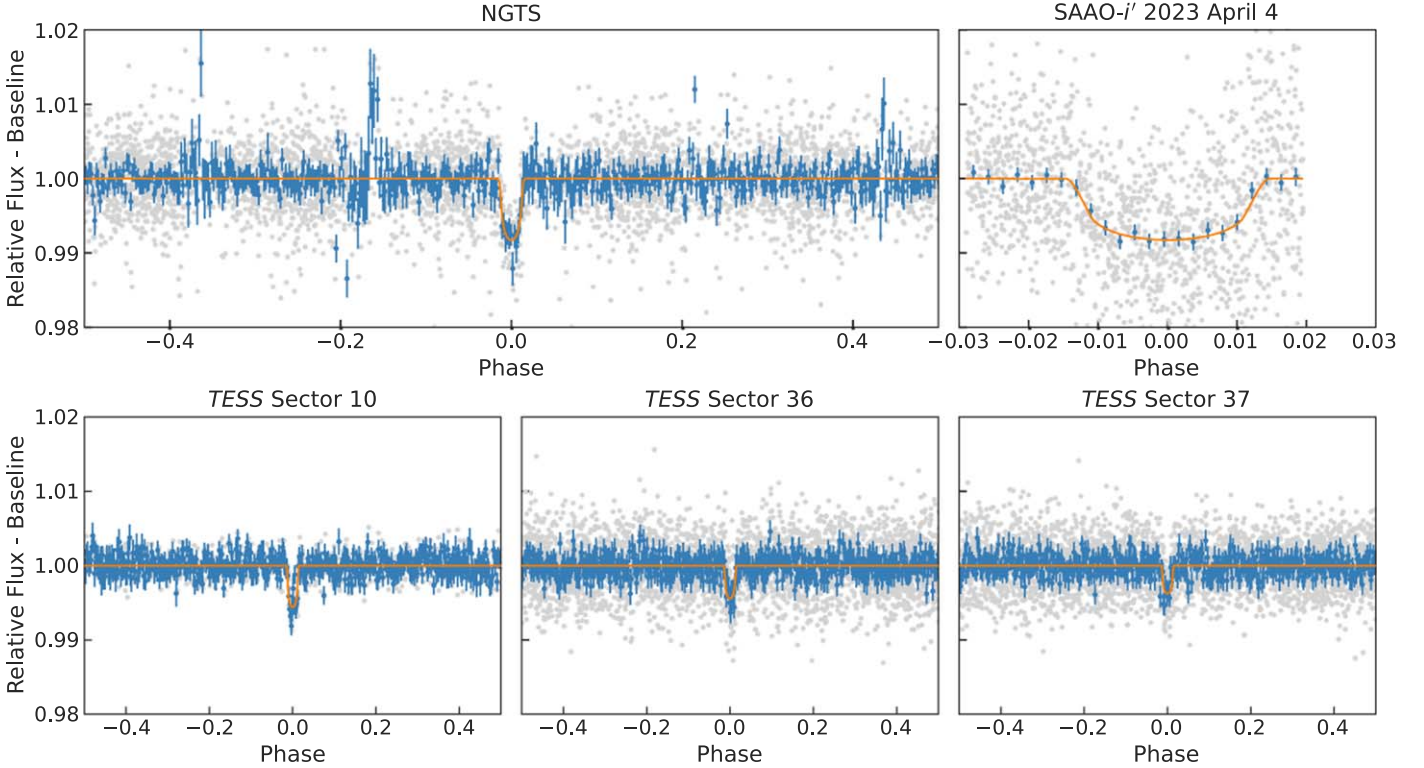 NGTS
SAAO-i′ 2023 April 4
Relative Flux - Baseline
1.02
1.01
1.00
0.99
0.98
−0.4 −0.2 0.0 0.2 0.4
Phase
−0.03 −0.02 −0.01 0.00 0.01 0.02 0.03
Phase
TESS Sector 10
TESS Sector 36
TESS Sector 37
Relative Flux - Baseline
1.02
1.01
1.00
0.99
0.98
−0.4 −0.2 0.0 0.2 0.4
Phase
−0.4 −0.2 0.0 0.2 0.4
Phase
−0.4 −0.2 0.0 0.2 0.4
Phase